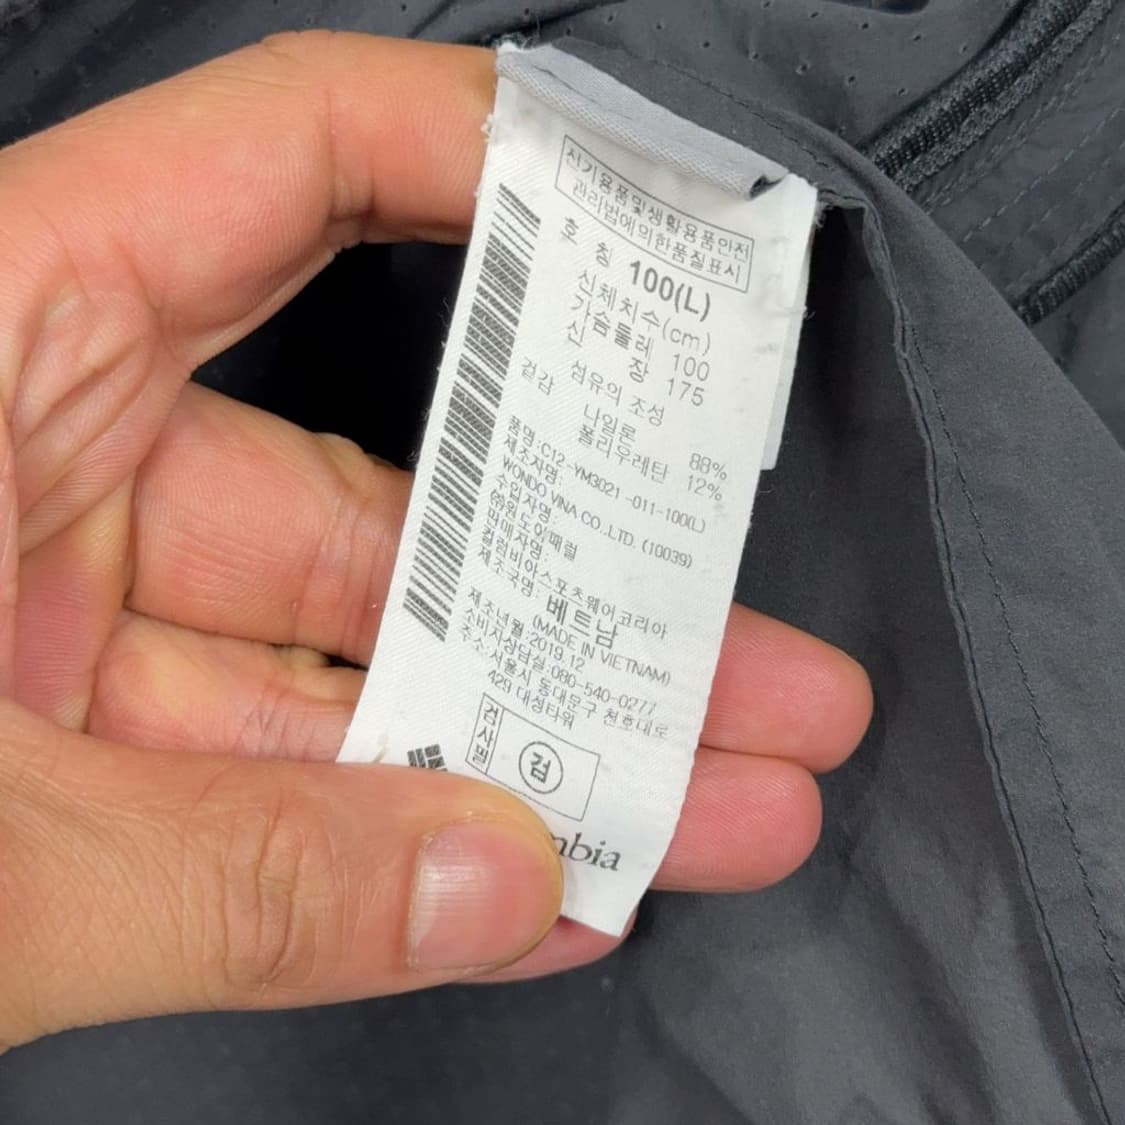 전기용품및생활용품안전
관리법에의한품질표시
호 칭 100(L)
신체치수(cm)
가슴둘레 100
신 장 175
섬유의 조성
겉감 나일론 88%
폴리우레탄 12%
품명:C12-YM3021-011-100(L)
제조자명:
WONDO VINA CO.,LTD. (10039)
수입자명:
판매자명:
컬럼비아스포츠웨어코리아
제조국명: 베트남
(MADE IN VIETNAM)
제조년월:2019.12
소비자상담실:080-540-0277
주소:서울시 동대문구 천호대로
429 대성타워
검사필 검
mbia